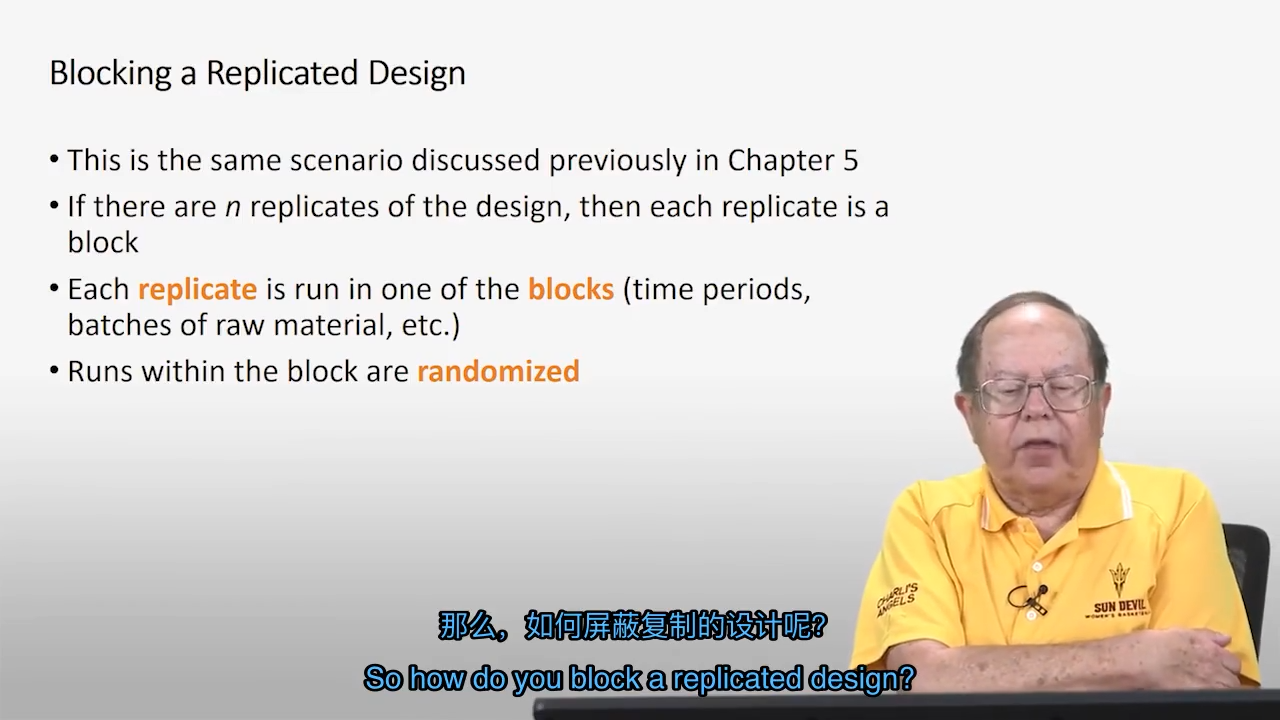 Blocking a Replicated Design
• This is the same scenario discussed previously in Chapter 5
• If there are n replicates of the design, then each replicate is a
block
• Each replicate is run in one of the blocks (time periods,
batches of raw material, etc.)
• Runs within the block are randomized
CHARLI'S
ANGELS
SUN DEVIL
WOMEN'S BASKETBALL
那么，如何屏蔽复制的设计呢？
So how do you block a replicated design?